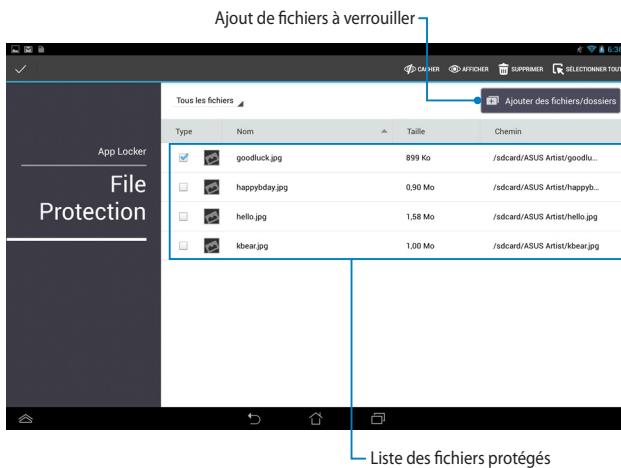 Ajout de fichiers à verrouiller
6:36
CACHER AFFICHER SUPPRIMER SÉLECTIONNER TOUT
Tous les fichiers
Ajouter des fichiers/dossiers
Type Nom Taille Chemin
App Locker
File
Protection
goodluck.jpg 899 Ko /sdcard/ASUS Artist/goodlu...
happybday.jpg 0,90 Mo /sdcard/ASUS Artist/happyb...
hello.jpg 1,58 Mo /sdcard/ASUS Artist/hello.jpg
kbear.jpg 1,00 Mo /sdcard/ASUS Artist/kbear.jpg
Liste des fichiers protégés